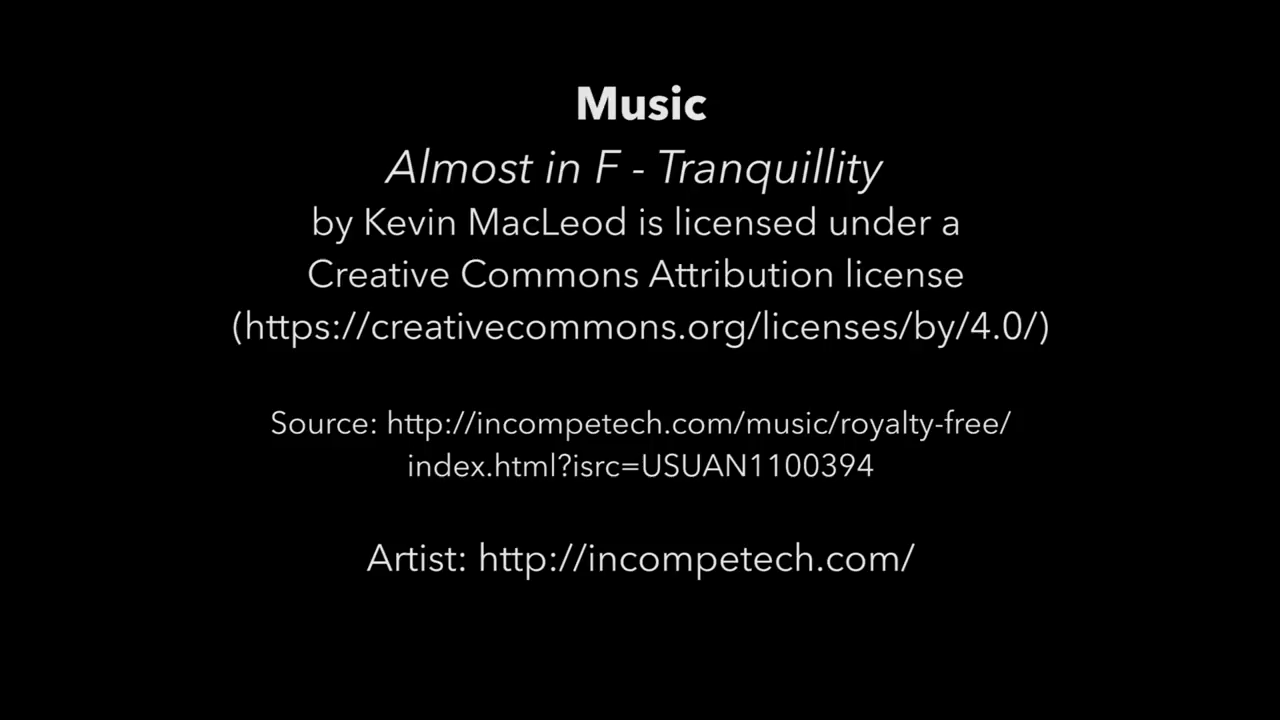 Music
Almost in F - Tranquillity
by Kevin MacLeod is licensed under a
Creative Commons Attribution license
(https://creativecommons.org/licenses/by/4.0/)
Source: http://incompetech.com/music/royalty-free/
index.html?isrc=USUAN1100394
Artist: http://incompetech.com/